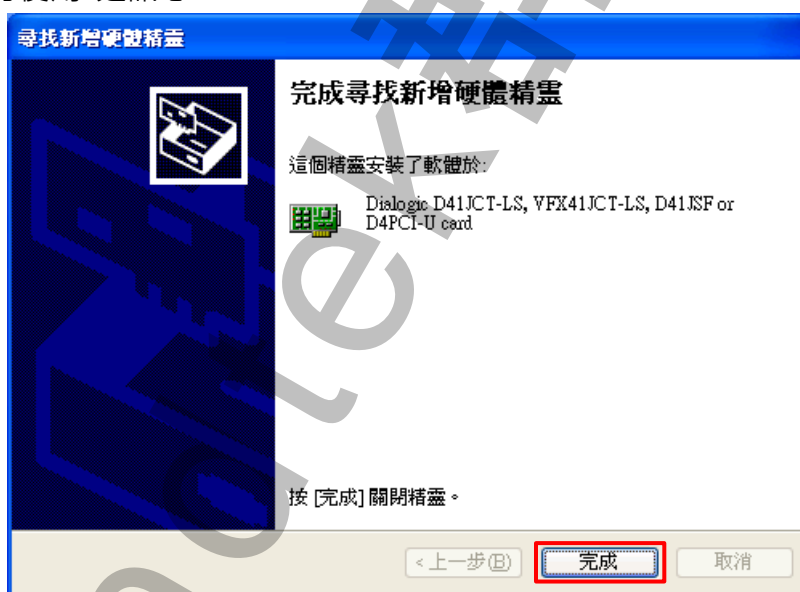 尋找新增硬體精靈
完成尋找新增硬體精靈
這個精靈安裝了軟體於:
Dialogic D41JCT-LS, VFX41JCT-LS, D41JSF or
D4PCI-U card
按 [完成] 關閉精靈。
<上一步(B)
完成
取消